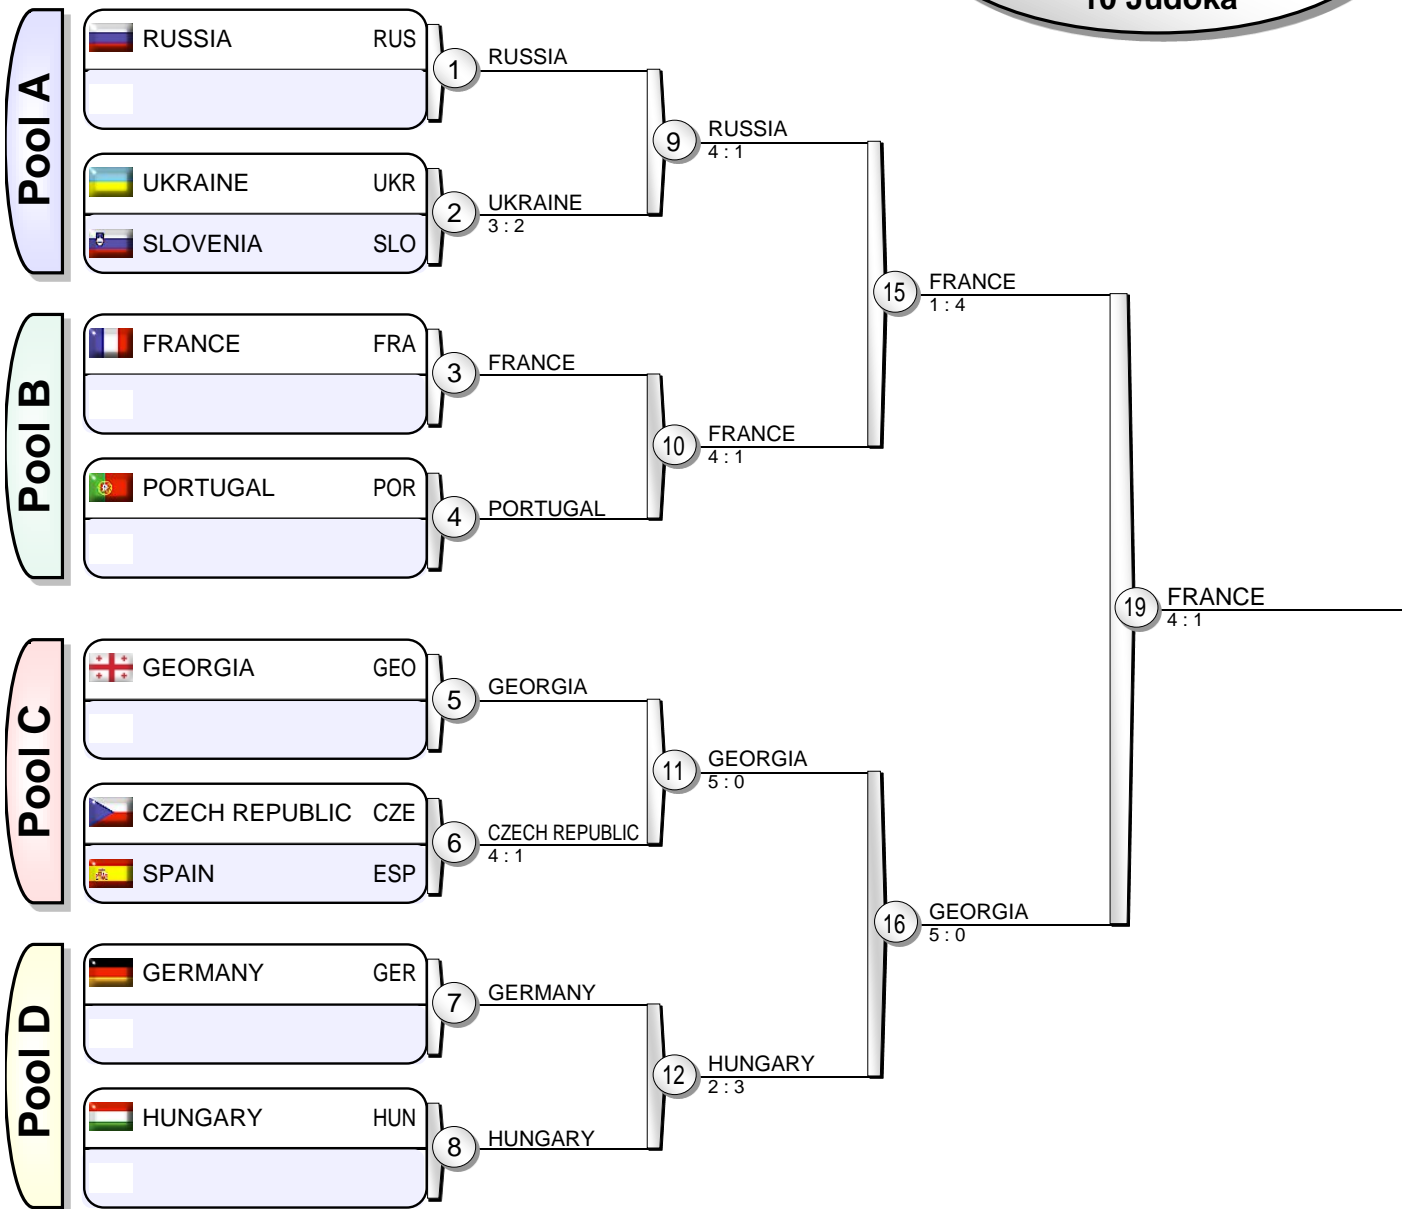 10 Judoka
Pool A
RUSSIA RUS
UKRAINE UKR
SLOVENIA SLO
1 RUSSIA
2 UKRAINE
3 : 2
9 RUSSIA
4 : 1
Pool B
FRANCE FRA
PORTUGAL POR
3 FRANCE
4 PORTUGAL
10 FRANCE
4 : 1
15 FRANCE
1 : 4
Pool C
GEORGIA GEO
CZECH REPUBLIC CZE
SPAIN ESP
5 GEORGIA
6 CZECH REPUBLIC
4 : 1
11 GEORGIA
5 : 0
Pool D
GERMANY GER
HUNGARY HUN
7 GERMANY
8 HUNGARY
12 HUNGARY
2 : 3
16 GEORGIA
5 : 0
19 FRANCE
4 : 1